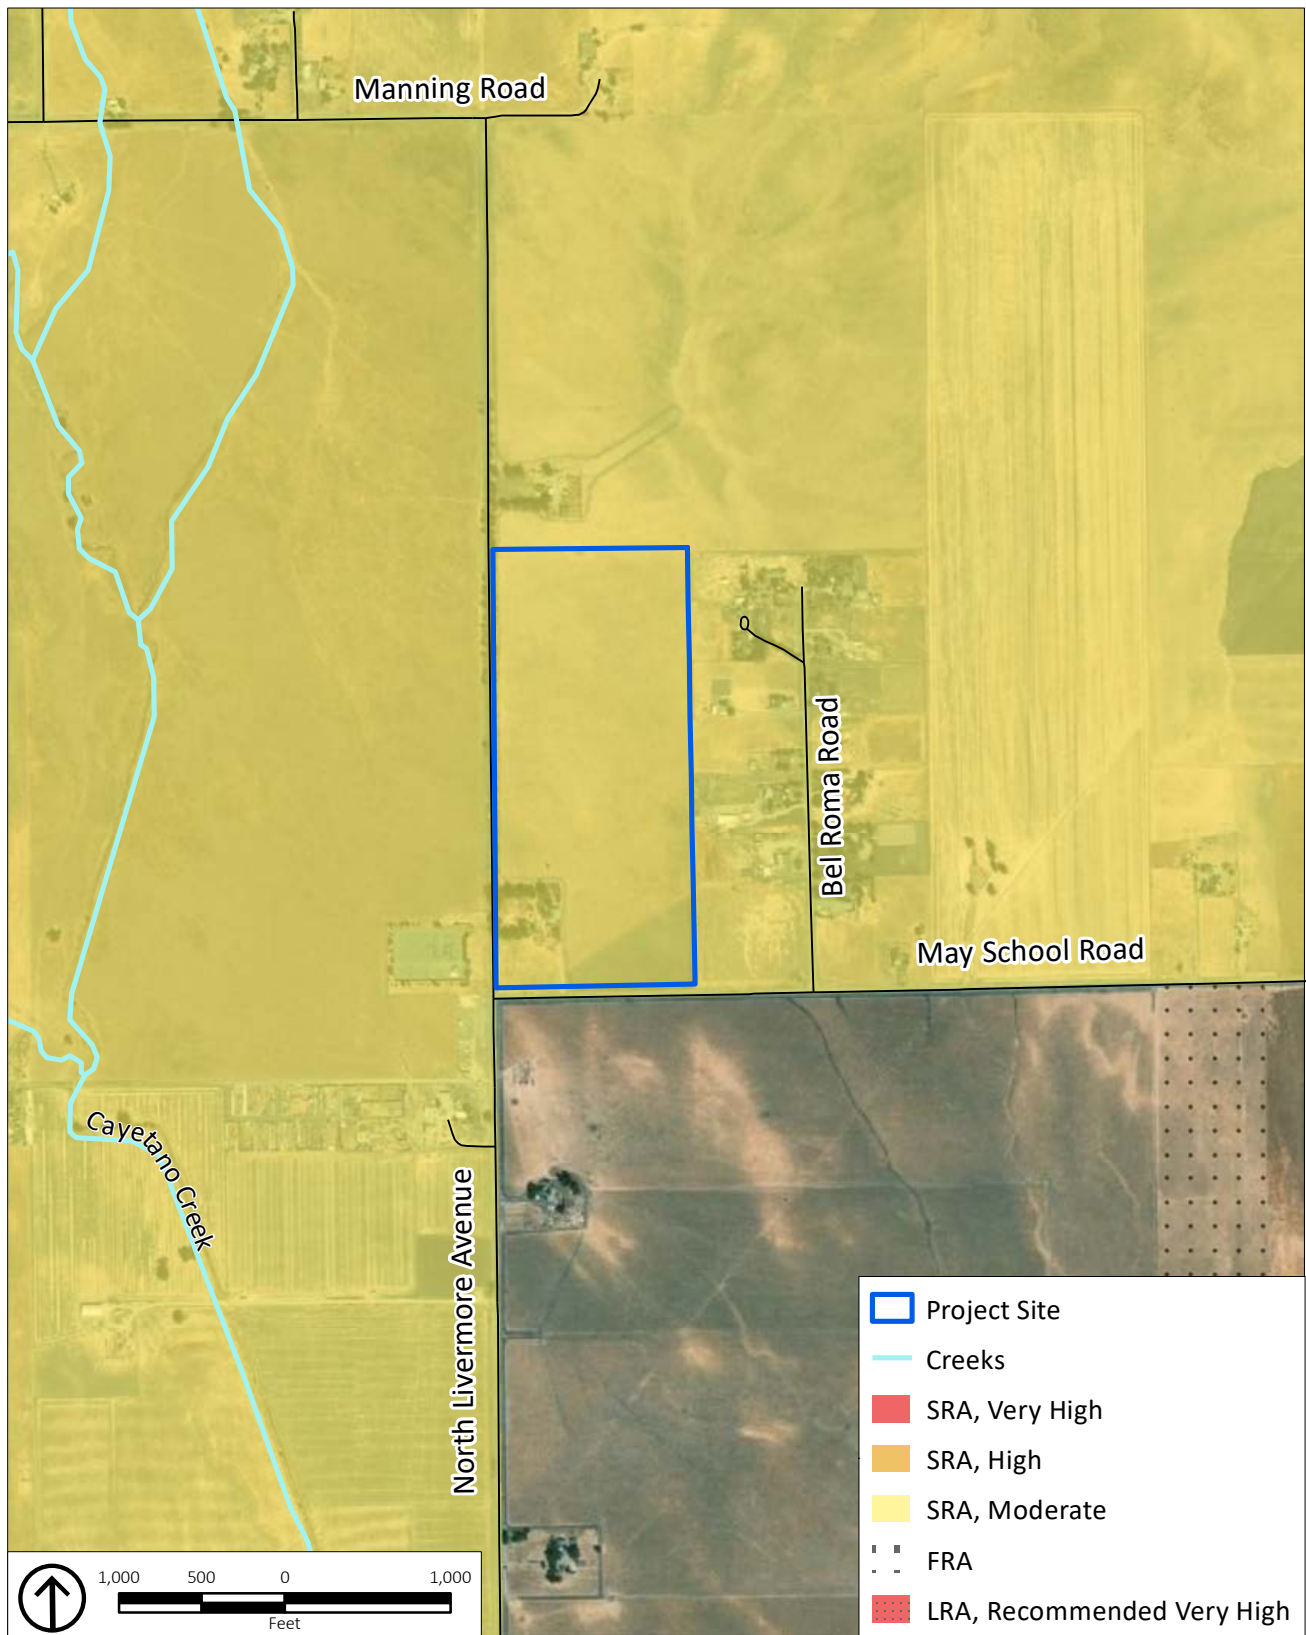 Manning Road
Bel Roma Road
May School Road
Cayetano Creek
North Livermore Avenue
Project Site
Creeks
SRA, Very High
SRA, High
SRA, Moderate
FRA
LRA, Recommended Very High
1,000 500 0 1,000
Feet